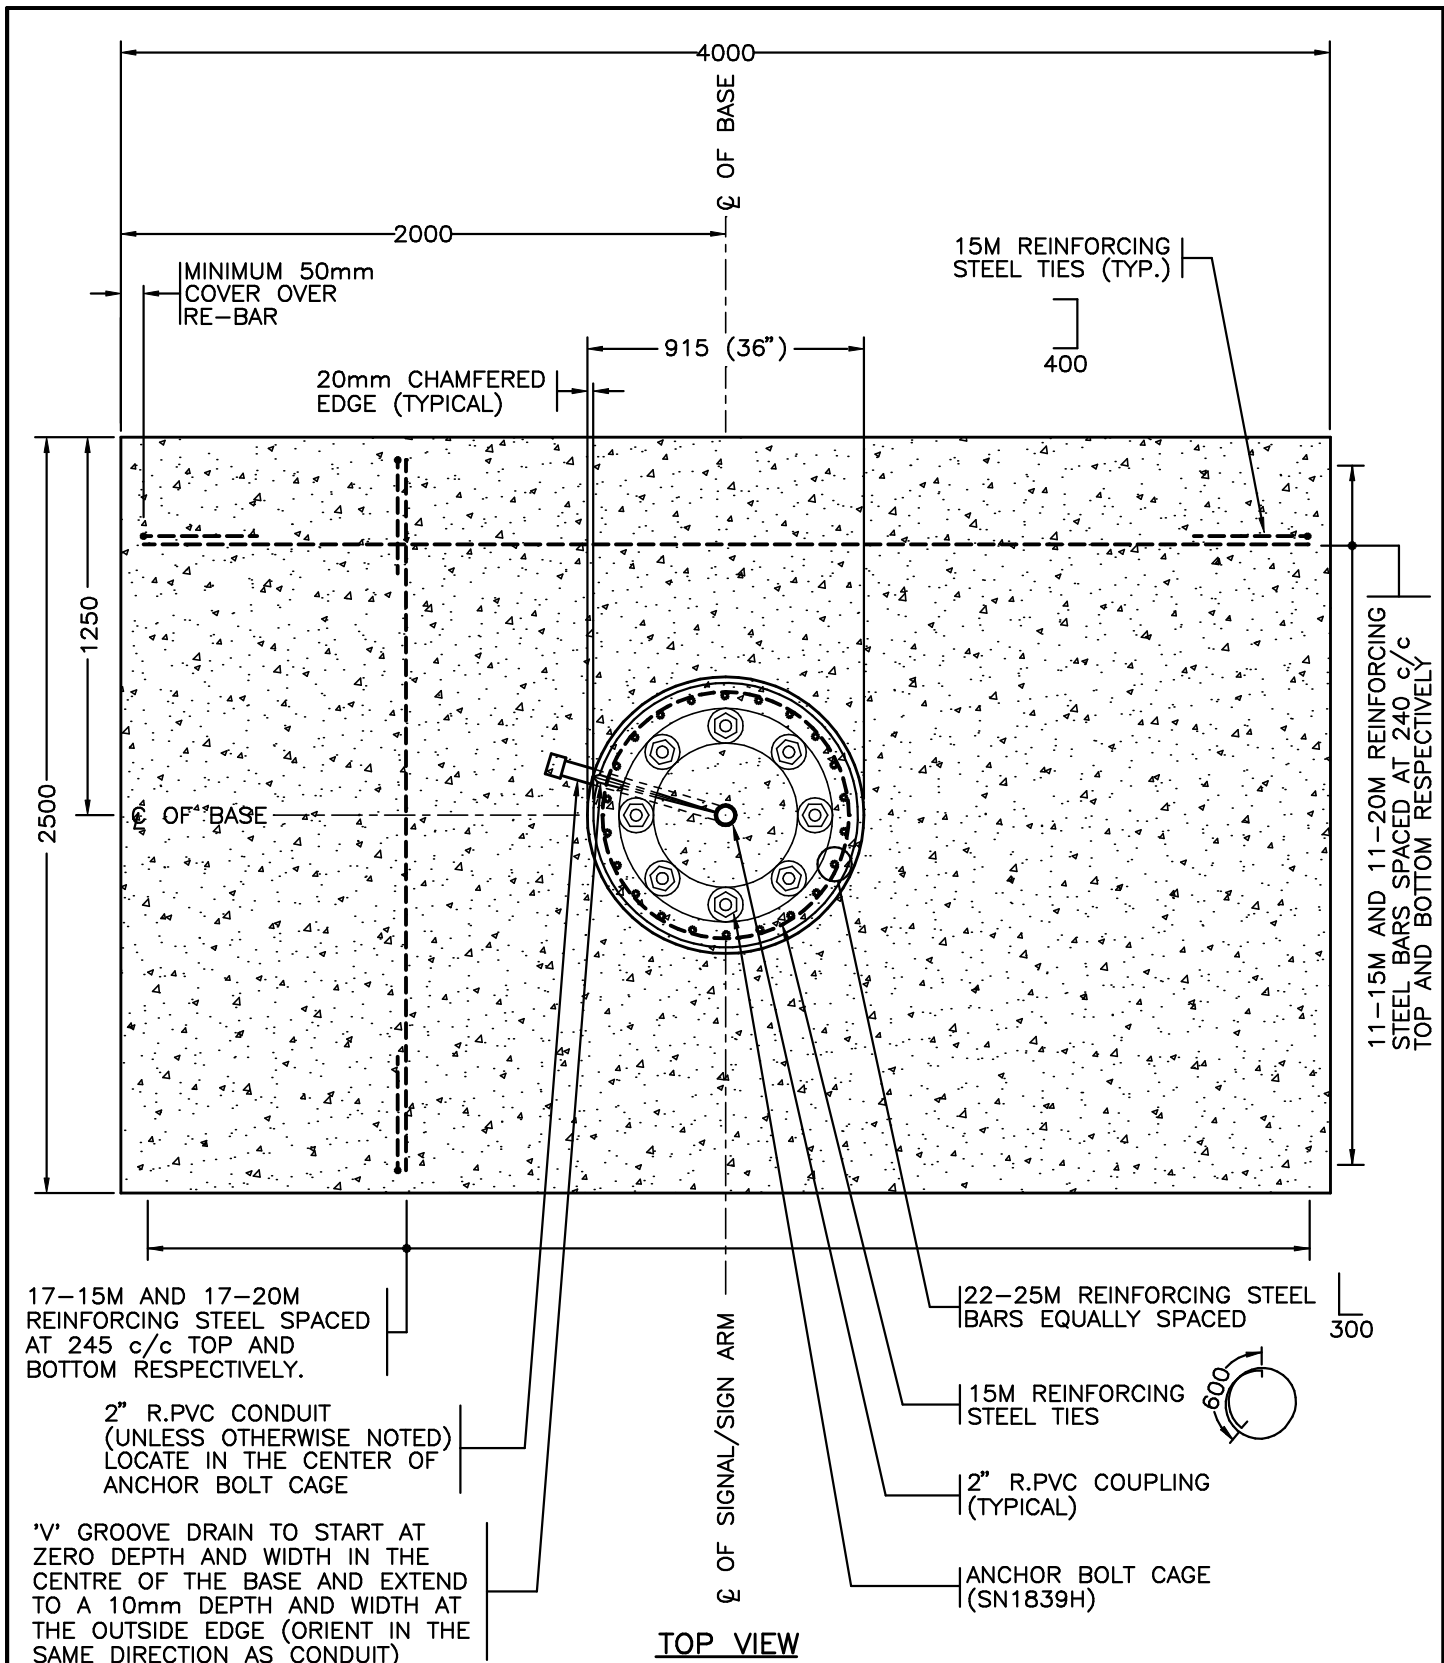 4000
℄ OF BASE
2000
MINIMUM 50mm
COVER OVER
RE-BAR
15M REINFORCING
STEEL TIES (TYP.)
400
915 (36")
20mm CHAMFERED
EDGE (TYPICAL)
2500
1250
℄ OF BASE
11-15M AND 11-20M REINFORCING
STEEL BARS SPACED AT 240 c/c
TOP AND BOTTOM RESPECTIVELY
17-15M AND 17-20M
REINFORCING STEEL SPACED
AT 245 c/c TOP AND
BOTTOM RESPECTIVELY.
2" R.PVC CONDUIT
(UNLESS OTHERWISE NOTED)
LOCATE IN THE CENTER OF
ANCHOR BOLT CAGE
'V' GROOVE DRAIN TO START AT
ZERO DEPTH AND WIDTH IN THE
CENTRE OF THE BASE AND EXTEND
TO A 10mm DEPTH AND WIDTH AT
THE OUTSIDE EDGE (ORIENT IN THE
SAME DIRECTION AS CONDUIT)
℄ OF SIGNAL/SIGN ARM
22-25M REINFORCING STEEL
BARS EQUALLY SPACED
300
15M REINFORCING
STEEL TIES
600
2" R.PVC COUPLING
(TYPICAL)
ANCHOR BOLT CAGE
(SN1839H)
TOP VIEW